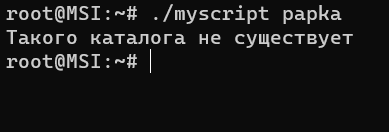 root@MSI:~# ./myscript papka
Такого каталога не существует
root@MSI:~#